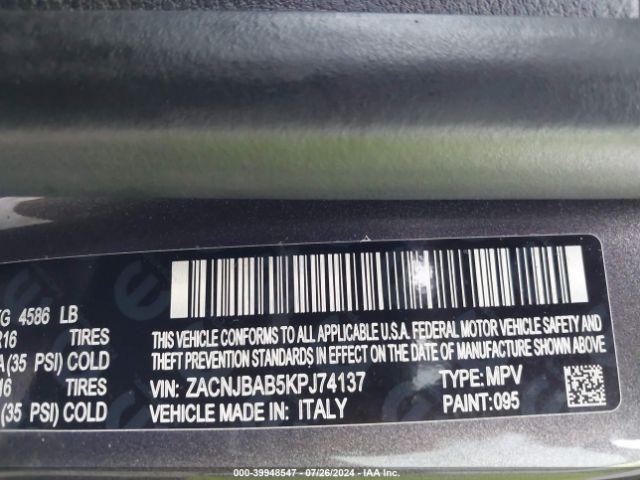 THIS VEHICLE CONFORMS TO ALL APPLICABLE U.S.A. FEDERAL MOTOR VEHICLE SAFETY AND
THEFT PREVENTION STANDARDS IN EFFECT ON THE DATE OF MANUFACTURE SHOWN ABOVE.
4586 LB
R16 TIRES
(35 PSI) COLD
16 TIRES
(35 PSI) COLD
VIN: ZACNJBAB5KPJ74137 TYPE: MPV
VEHICLE MADE IN: ITALY PAINT: 095
000-39948547 - 07/26/2024 - IAA Inc.